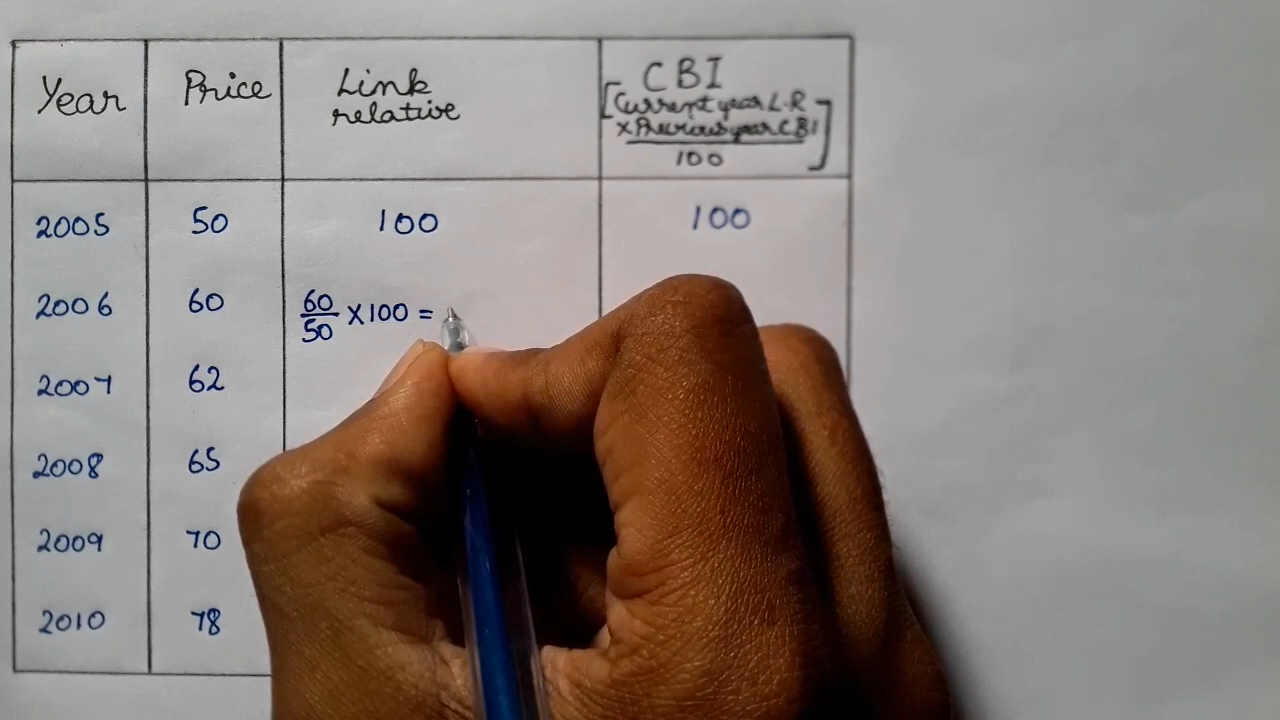 Year Price Link relative CBI
[Current year L.R
x Previous year CBI
100 ]
2005 50 100 100
2006 60 60/50 X 100 =
2007 62
2008 65
2009 70
2010 78